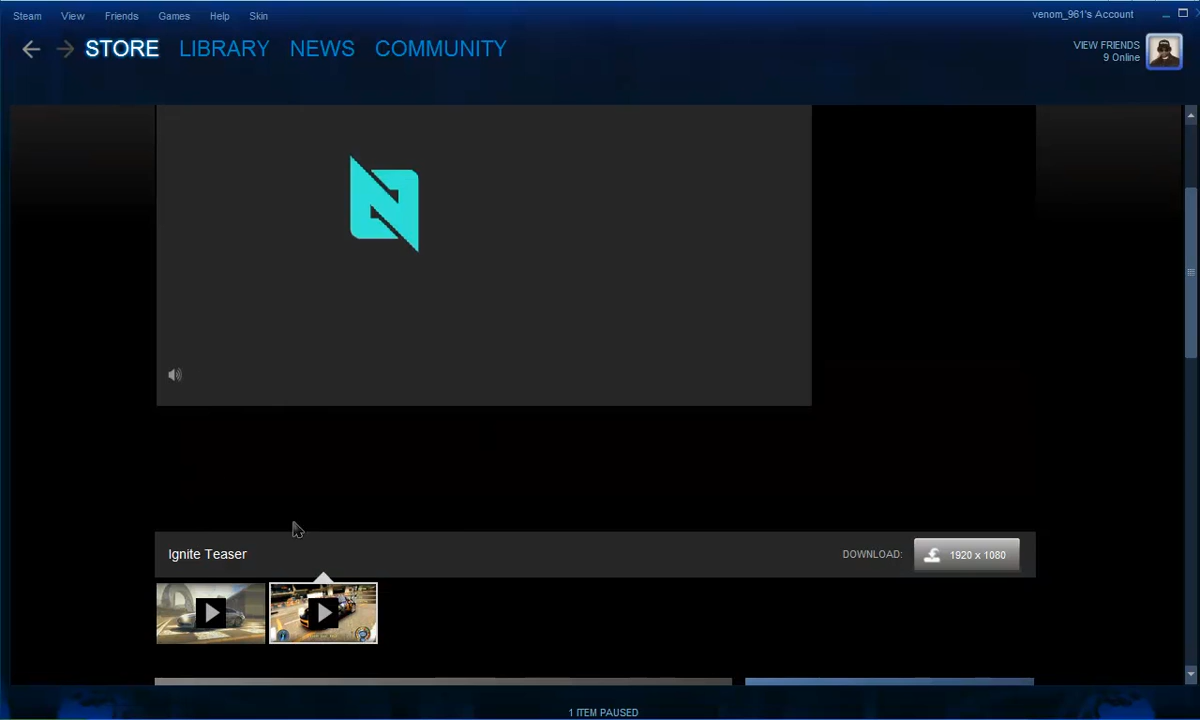 Steam View Friends Games Help Skin
venom_961's Account
STORE LIBRARY NEWS COMMUNITY
VIEW FRIENDS
9 Online
Ignite Teaser
DOWNLOAD: 1920 x 1080
1 ITEM PAUSED